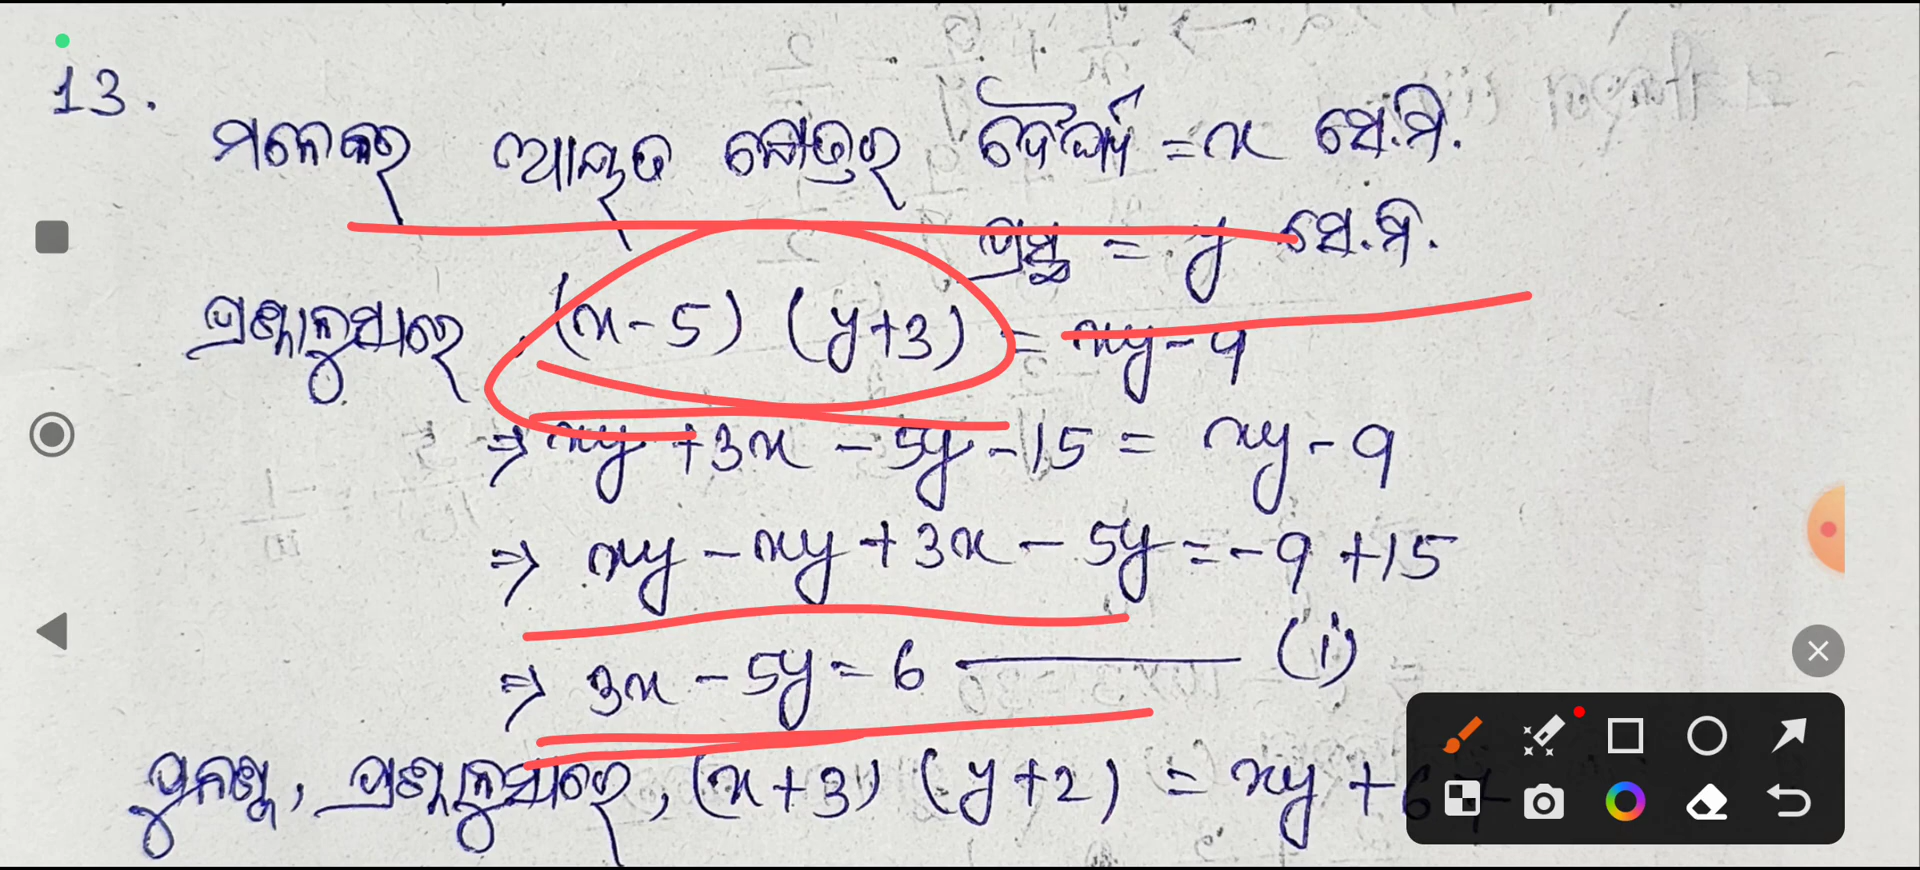 13.
ମନେକର ଆୟତ କ୍ଷେତ୍ରର ଦୈର୍ଘ୍ୟ = x ସେ.ମି.
ପ୍ରସ୍ଥ = y ସେ.ମି.
ପ୍ରଶ୍ନାନୁସାରେ, (x-5) (y+3) = xy-9
⇒ xy +3x - 5y -15 = xy - 9
⇒ xy - xy + 3x - 5y = -9 +15
⇒ 3x - 5y = 6 (i)
ପୁନଶ୍ଚ, ପ୍ରଶ୍ନାନୁସାରେ, (x+3) (y+2) = xy +